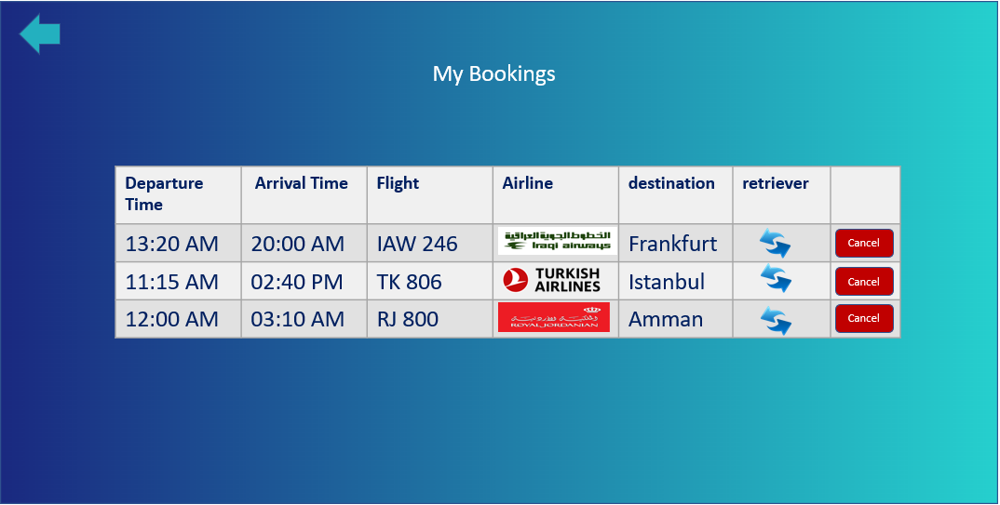 My Bookings
Departure Time Arrival Time Flight Airline destination retriever
13:20 AM 20:00 AM IAW 246 الخطوط الجوية العراقية Iraqi airways Frankfurt Cancel
11:15 AM 02:40 PM TK 806 TURKISH AIRLINES Istanbul Cancel
12:00 AM 03:10 AM RJ 800 ROYAL JORDANIAN Amman Cancel